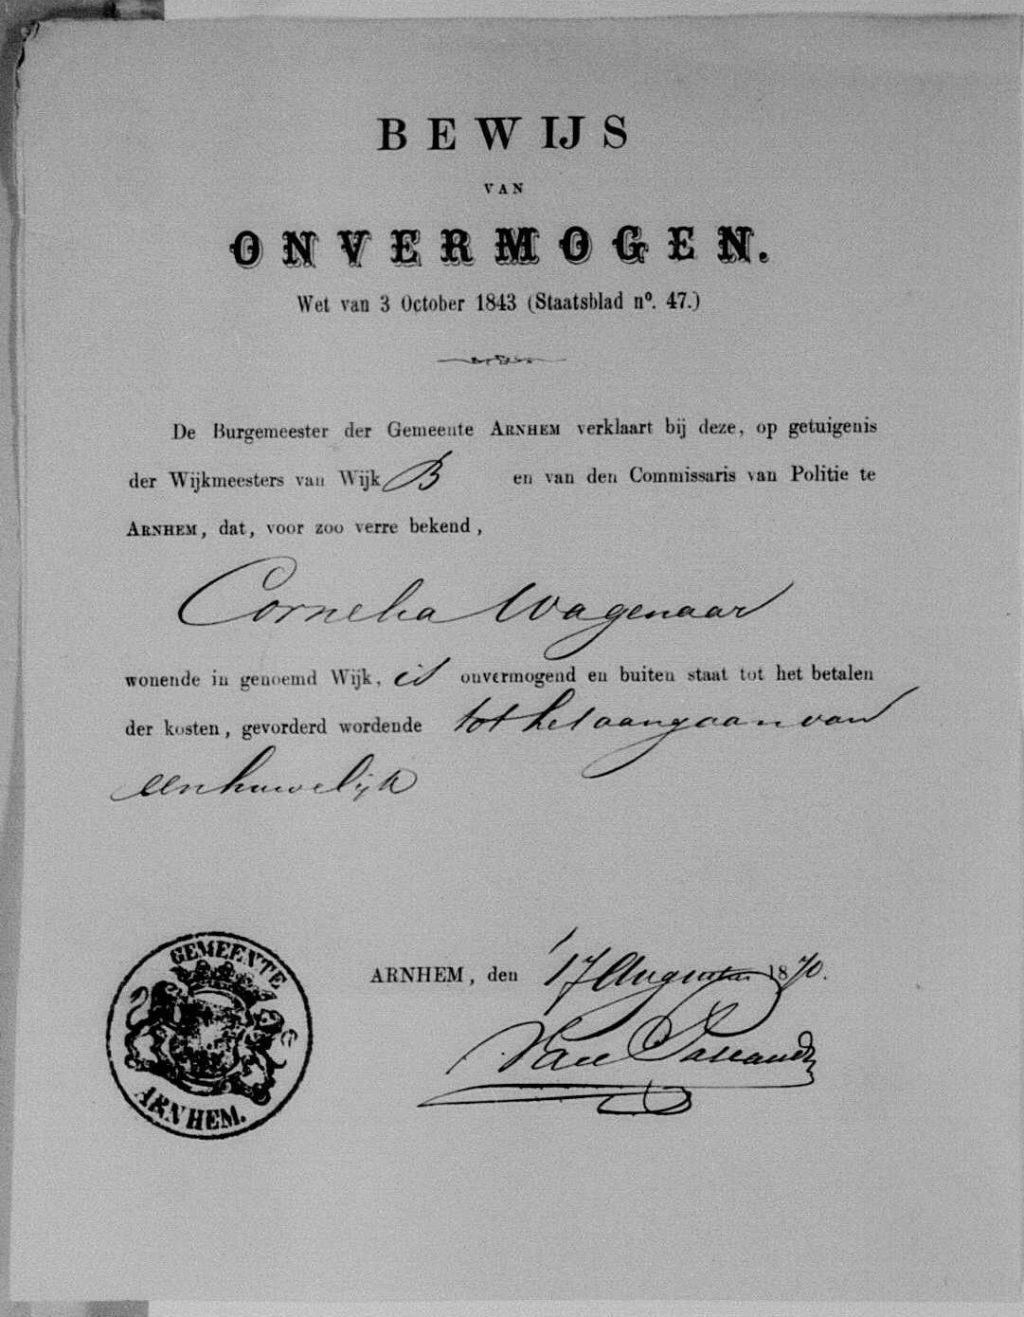 BEWIJS
VAN
ONVERMOGEN.
Wet van 3 October 1843 (Staatsblad nº. 47.)
De Burgemeester der Gemeente ARNHEM verklaart bij deze, op getuigenis
der Wijkmeesters van Wijk B en van den Commissaris van Politie te
ARNHEM, dat, voor zoo verre bekend,
Cornelia Wagenaar
wonende in genoemd Wijk, is onvermogend en buiten staat tot het betalen
der kosten, gevorderd wordende tot het aangaan van
een huwelijk
GEMEENTE
ARNHEM.
ARNHEM, den 17 Augustus 1870.
Van Pallandt